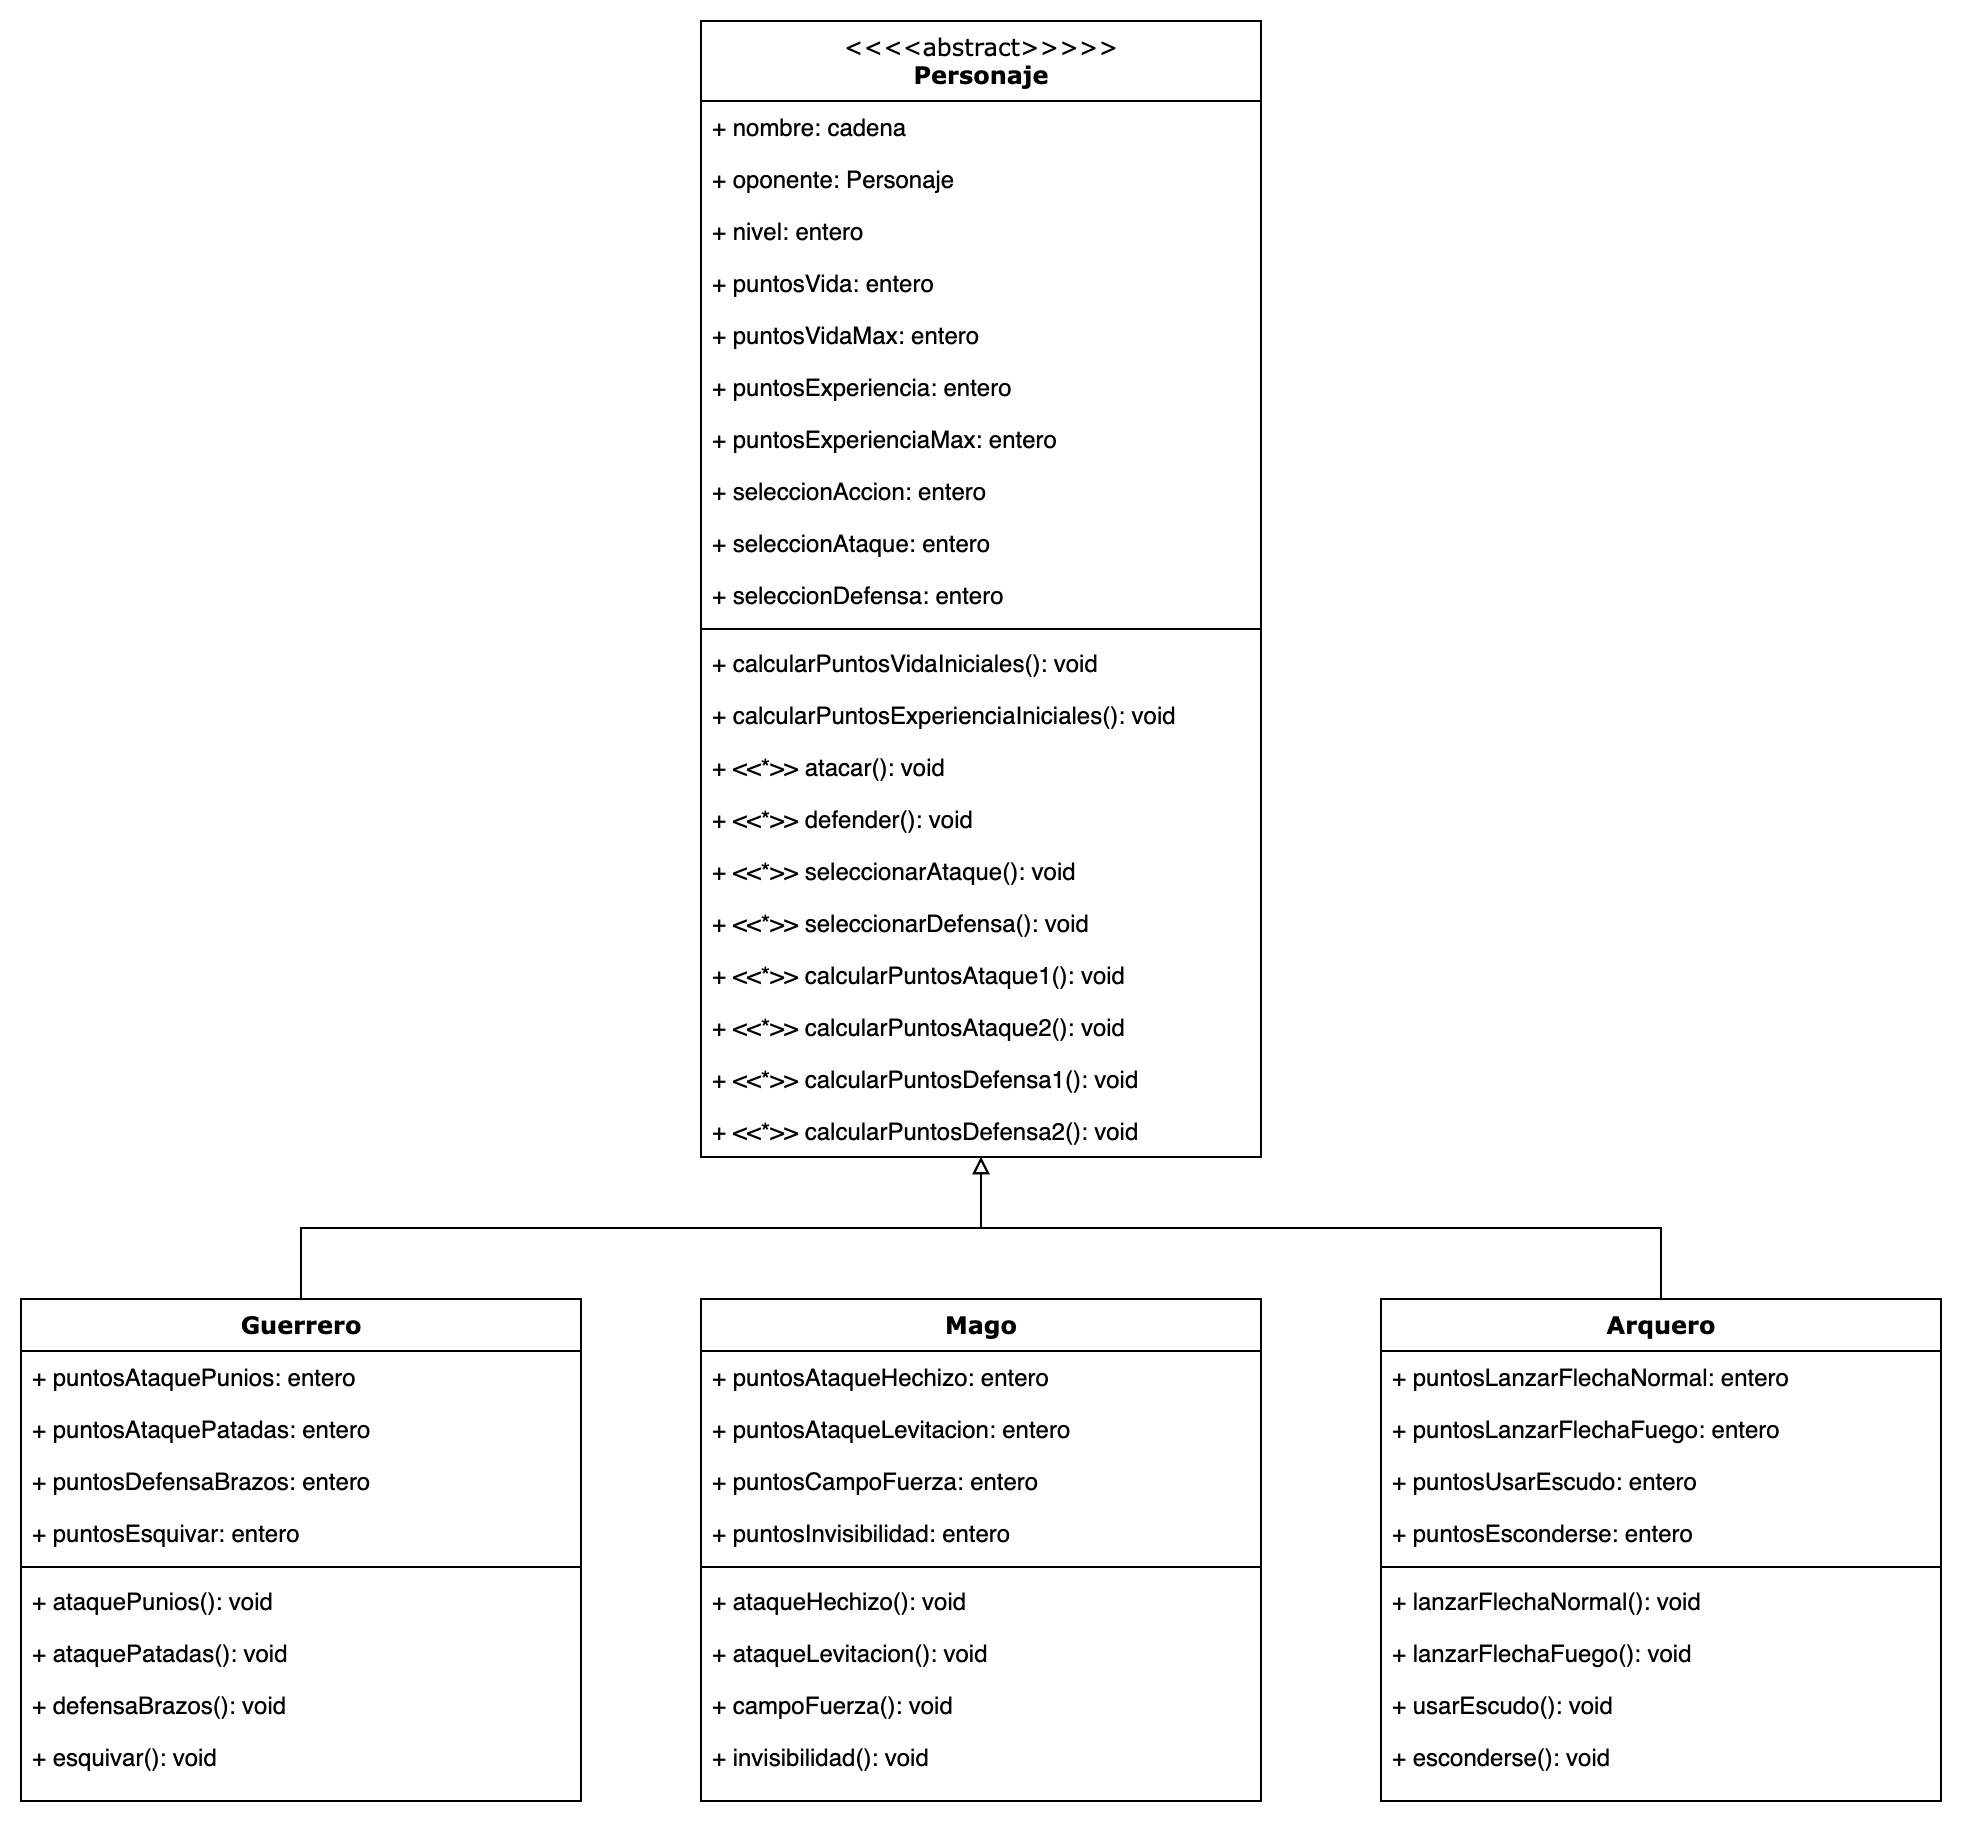 <<<<abstract>>>>>
Personaje
+ nombre: cadena
+ oponente: Personaje
+ nivel: entero
+ puntosVida: entero
+ puntosVidaMax: entero
+ puntosExperiencia: entero
+ puntosExperienciaMax: entero
+ seleccionAccion: entero
+ seleccionAtaque: entero
+ seleccionDefensa: entero
+ calcularPuntosVidaIniciales(): void
+ calcularPuntosExperienciaIniciales(): void
+ <<*>> atacar(): void
+ <<*>> defender(): void
+ <<*>> seleccionarAtaque(): void
+ <<*>> seleccionarDefensa(): void
+ <<*>> calcularPuntosAtaque1(): void
+ <<*>> calcularPuntosAtaque2(): void
+ <<*>> calcularPuntosDefensa1(): void
+ <<*>> calcularPuntosDefensa2(): void
Guerrero
+ puntosAtaquePunios: entero
+ puntosAtaquePatadas: entero
+ puntosDefensaBrazos: entero
+ puntosEsquivar: entero
+ ataquePunios(): void
+ ataquePatadas(): void
+ defensaBrazos(): void
+ esquivar(): void
Mago
+ puntosAtaqueHechizo: entero
+ puntosAtaqueLevitacion: entero
+ puntosCampoFuerza: entero
+ puntosInvisibilidad: entero
+ ataqueHechizo(): void
+ ataqueLevitacion(): void
+ campoFuerza(): void
+ invisibilidad(): void
Arquero
+ puntosLanzarFlechaNormal: entero
+ puntosLanzarFlechaFuego: entero
+ puntosUsarEscudo: entero
+ puntosEsconderse: entero
+ lanzarFlechaNormal(): void
+ lanzarFlechaFuego(): void
+ usarEscudo(): void
+ esconderse(): void